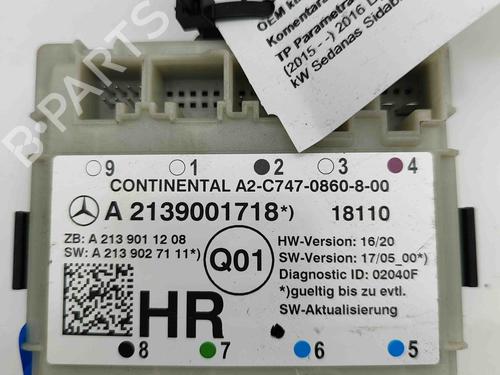 OEM k
Komentara
TP Parametra
(2015 - -) 2016
kW Sedanas Sidab
B-PARTS
9 1 2 3 4
CONTINENTAL A2-C747-0860-8-00
A 2139001718*) 18110
ZB: A 213 901 12 08
SW: A 213 902 71 11*)
Q01
HW-Version: 16/20
SW-Version: 17/05_00*)
Diagnostic ID: 02040F
*)gueltig bis zu evtl.
SW-Aktualisierung
HR
8 7 6 5